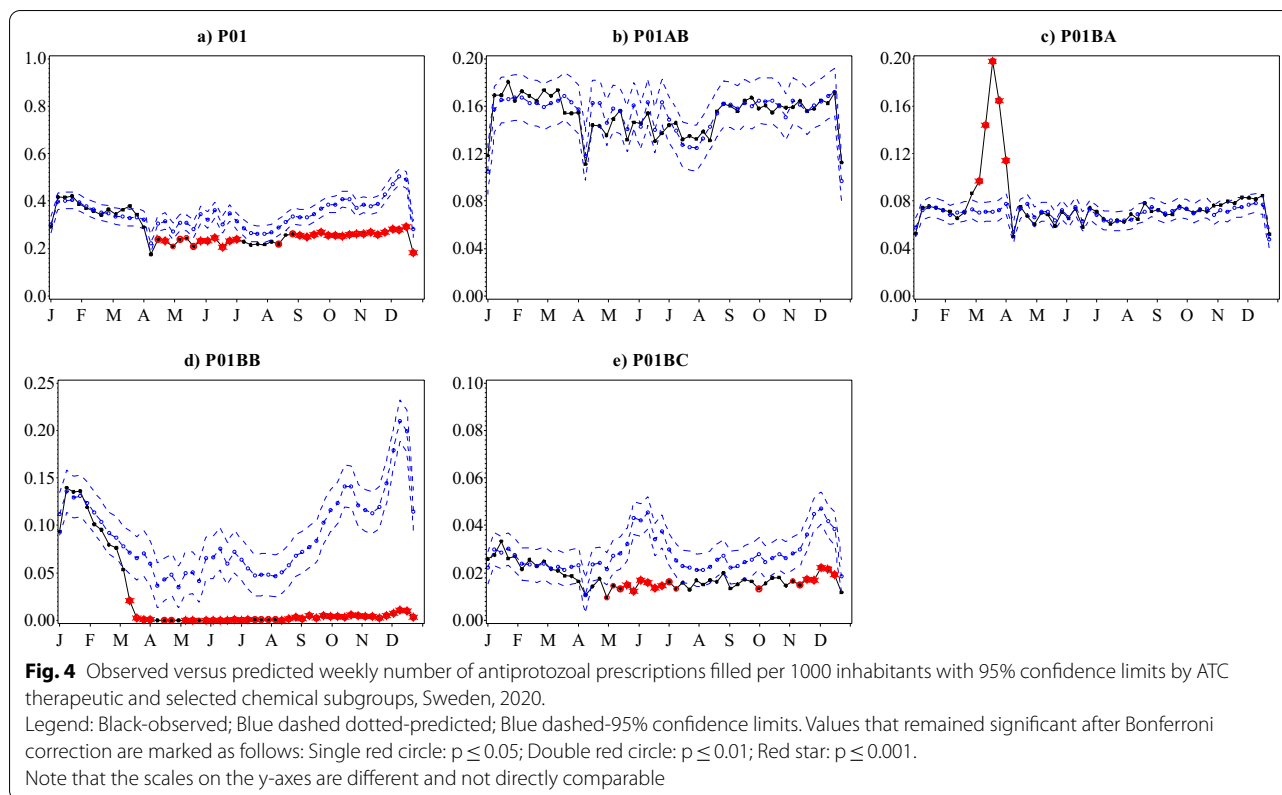 a) P01
1.0
0.8
0.6
0.4
0.2
0.0
J F M A M J J A S O N D
b) P01AB
0.20
0.16
0.12
0.08
0.04
0.00
J F M A M J J A S O N D
c) P01BA
0.20
0.16
0.12
0.08
0.04
0.00
J F M A M J J A S O N D
d) P01BB
0.25
0.20
0.15
0.10
0.05
0.00
J F M A M J J A S O N D
e) P01BC
0.10
0.08
0.06
0.04
0.02
0.00
J F M A M J J A S O N D
Fig. 4 Observed versus predicted weekly number of antiprotozoal prescriptions filled per 1000 inhabitants with 95% confidence limits by ATC
therapeutic and selected chemical subgroups, Sweden, 2020.
Legend: Black-observed; Blue dashed dotted-predicted; Blue dashed-95% confidence limits. Values that remained significant after Bonferroni
correction are marked as follows: Single red circle: p ≤ 0.05; Double red circle: p ≤ 0.01; Red star: p ≤ 0.001.
Note that the scales on the y-axes are different and not directly comparable